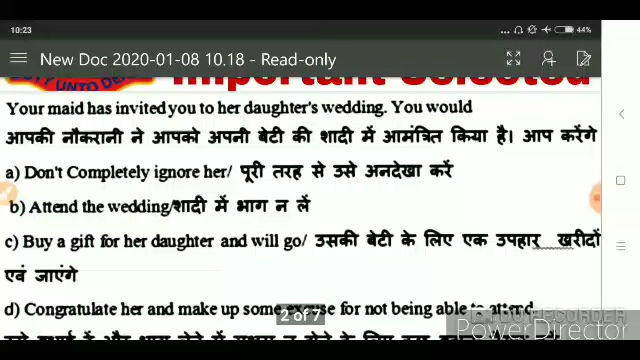 10:23
... 44%
New Doc 2020-01-08 10.18 - Read-only
UNTO Important Selected
Your maid has invited you to her daughter's wedding. You would
आपकी नौकरानी ने आपको अपनी बेटी की शादी में आमंत्रित किया है। आप करेंगे
a) Don't Completely ignore her/ पूरी तरह से उसे अनदेखा करें
b) Attend the wedding/शादी में भाग न लें
c) Buy a gift for her daughter and will go/ उसकी बेटी के लिए एक उपहार खरीदों
एवं जाएंगे
d) Congratulate her and make up some excuse for not being able to attend
2 of 7
RECORDER
PowerDirector